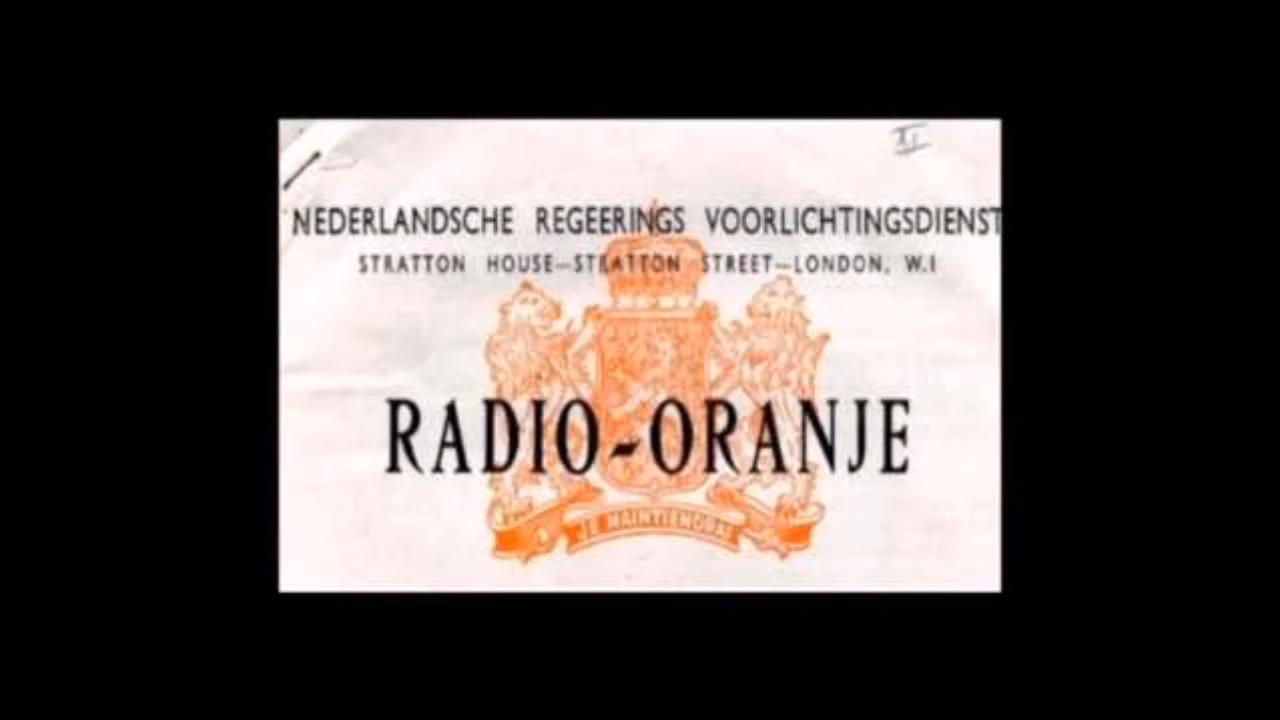 NEDERLANDSCHE REGEERINGS VOORLICHTINGSDIENST
STRATTON HOUSE—STRATTON STREET—LONDON, W.1
RADIO-ORANJE
JE MAINTIENDRAI